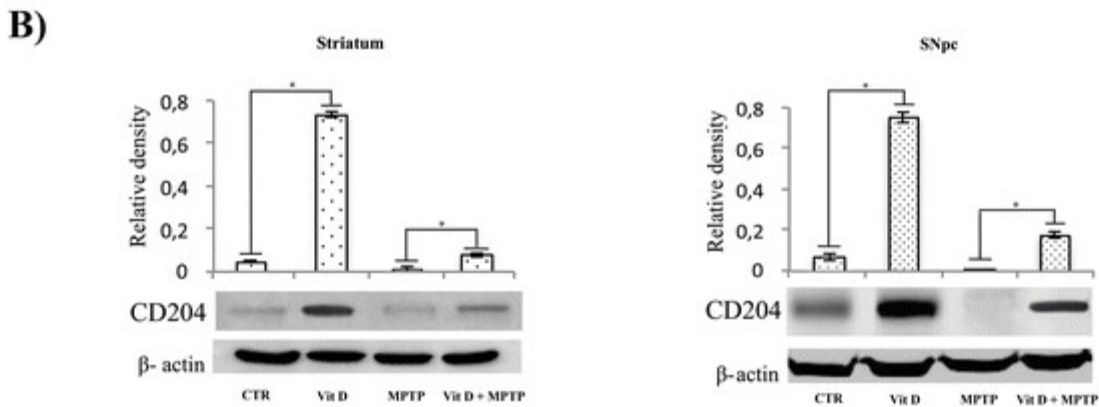 B)
Striatum
Relative density
0,8
0,6
0,4
0,2
0
*
*
CD204
β- actin
CTR Vit D MPTP Vit D + MPTP
SNpc
Relative density
0,8
0,6
0,4
0,2
0
*
*
CD204
β- actin
CTR Vit D MPTP Vit D + MPTP